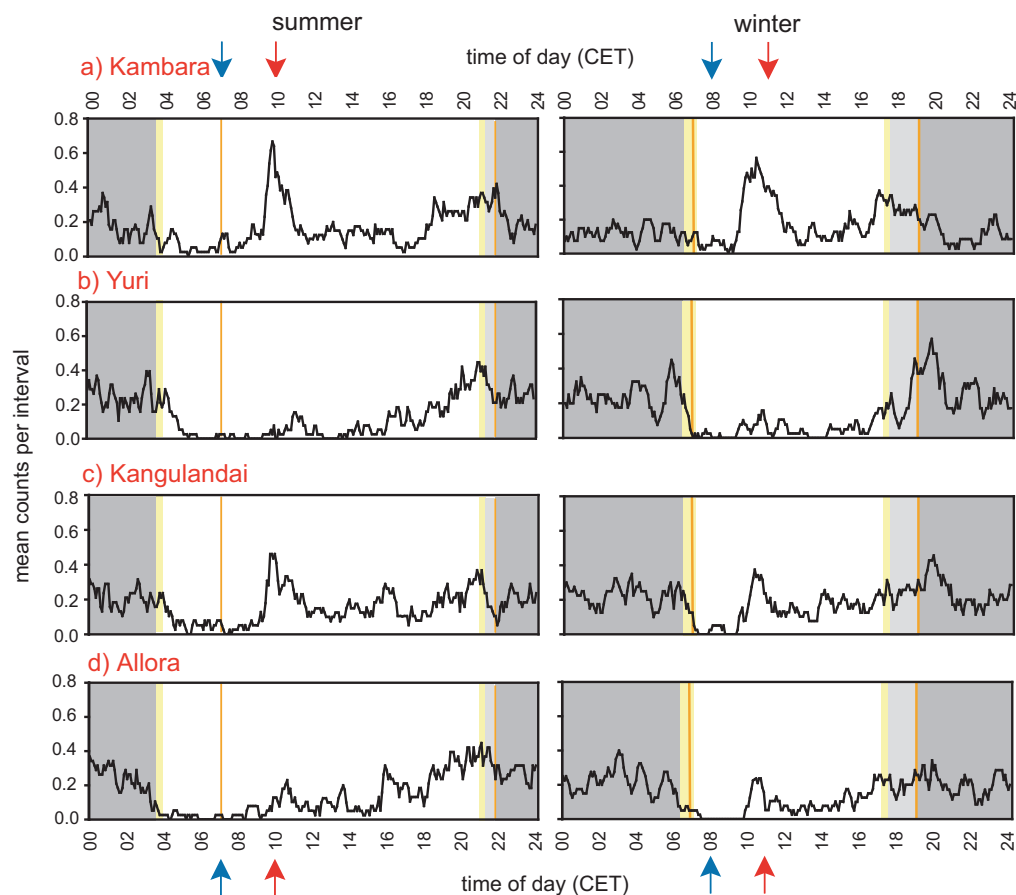 summer winter
time of day (CET)
a) Kambara
00 02 04 06 08 10 12 14 16 18 20 22 24 00 02 04 06 08 10 12 14 16 18 20 22 24
0.8
0.6
0.4
0.2
0.0
b) Yuri
0.8
0.6
0.4
0.2
0.0
mean counts per interval
c) Kangulandai
0.8
0.6
0.4
0.2
0.0
d) Allora
0.8
0.6
0.4
0.2
0.0
00 02 04 06 08 10 12 14 16 18 20 22 24 00 02 04 06 08 10 12 14 16 18 20 22 24
time of day (CET)